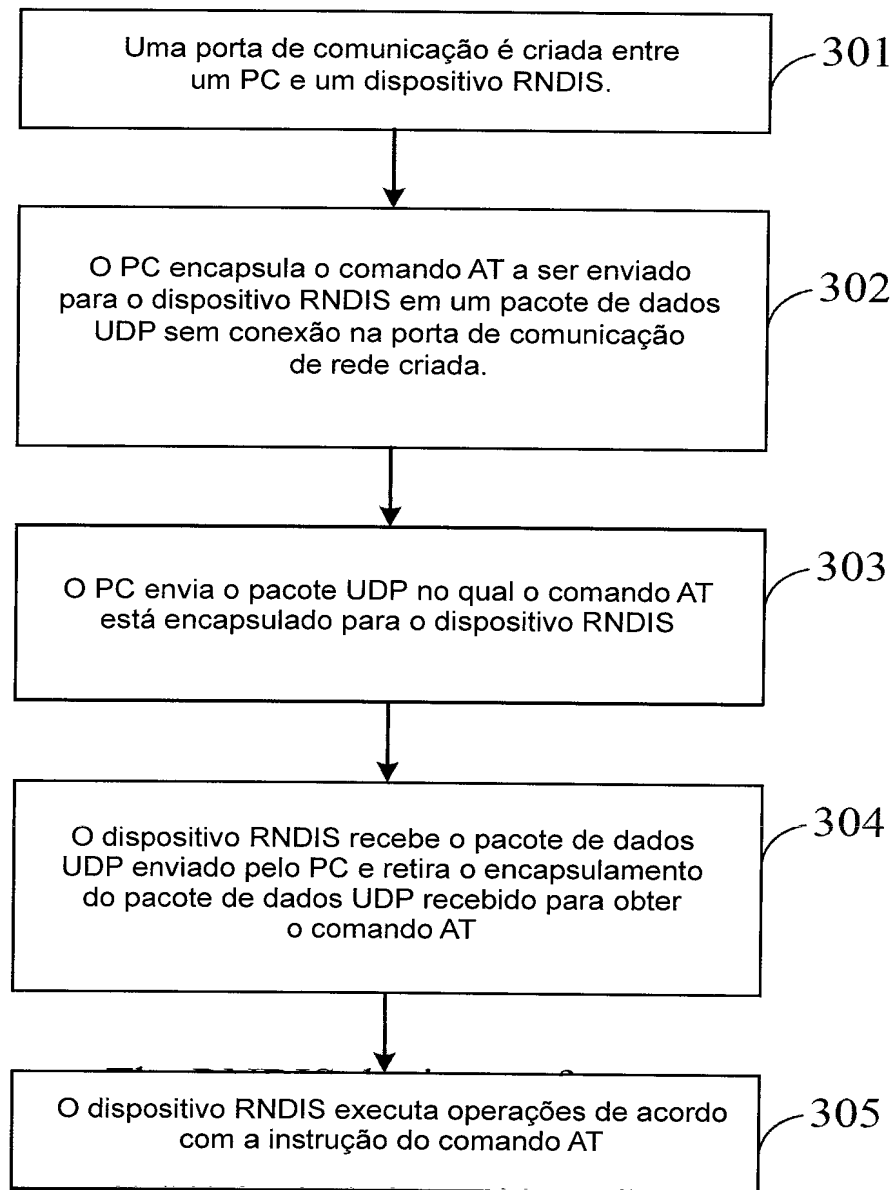 Uma porta de comunicação é criada entre
um PC e um dispositivo RNDIS.
301
O PC encapsula o comando AT a ser enviado
para o dispositivo RNDIS em um pacote de dados
UDP sem conexão na porta de comunicação
de rede criada.
302
O PC envia o pacote UDP no qual o comando AT
está encapsulado para o dispositivo RNDIS
303
O dispositivo RNDIS recebe o pacote de dados
UDP enviado pelo PC e retira o encapsulamento
do pacote de dados UDP recebido para obter
o comando AT
304
O dispositivo RNDIS executa operações de acordo
com a instrução do comando AT
305